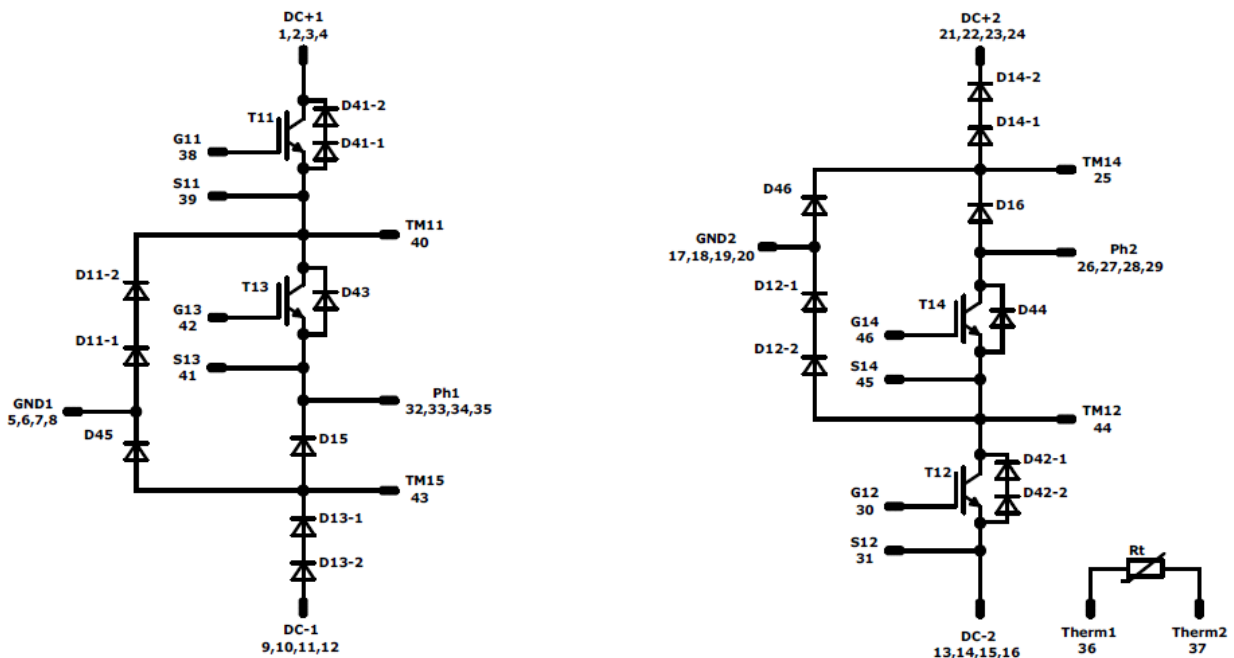 DC+1
1,2,3,4
D41-2
T11
D41-1
G11
38
S11
39
TM11
40
D11-2
T13
D43
G13
42
D11-1
S13
41
Ph1
32,33,34,35
GND1
5,6,7,8
D45
D15
TM15
43
D13-1
D13-2
DC-1
9,10,11,12
DC+2
21,22,23,24
D14-2
D14-1
TM14
25
D46
D16
GND2
17,18,19,20
Ph2
26,27,28,29
D12-1
T14
D44
G14
46
D12-2
S14
45
TM12
44
D42-1
T12
G12
30
D42-2
S12
31
DC-2
13,14,15,16
Rt
Therm1
36
Therm2
37